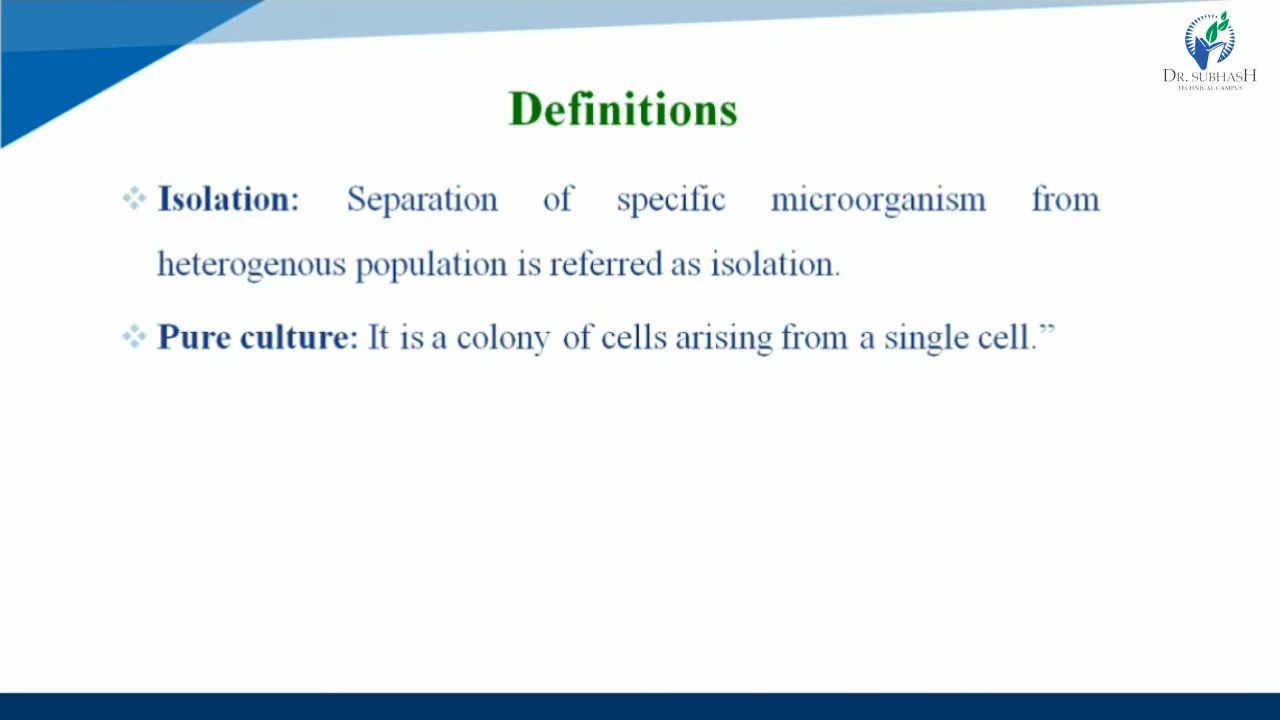 DR. SUBHASH
TECHNICAL CAMPUS
Definitions
Isolation: Separation of specific microorganism from
heterogenous population is referred as isolation.
Pure culture: It is a colony of cells arising from a single cell.”